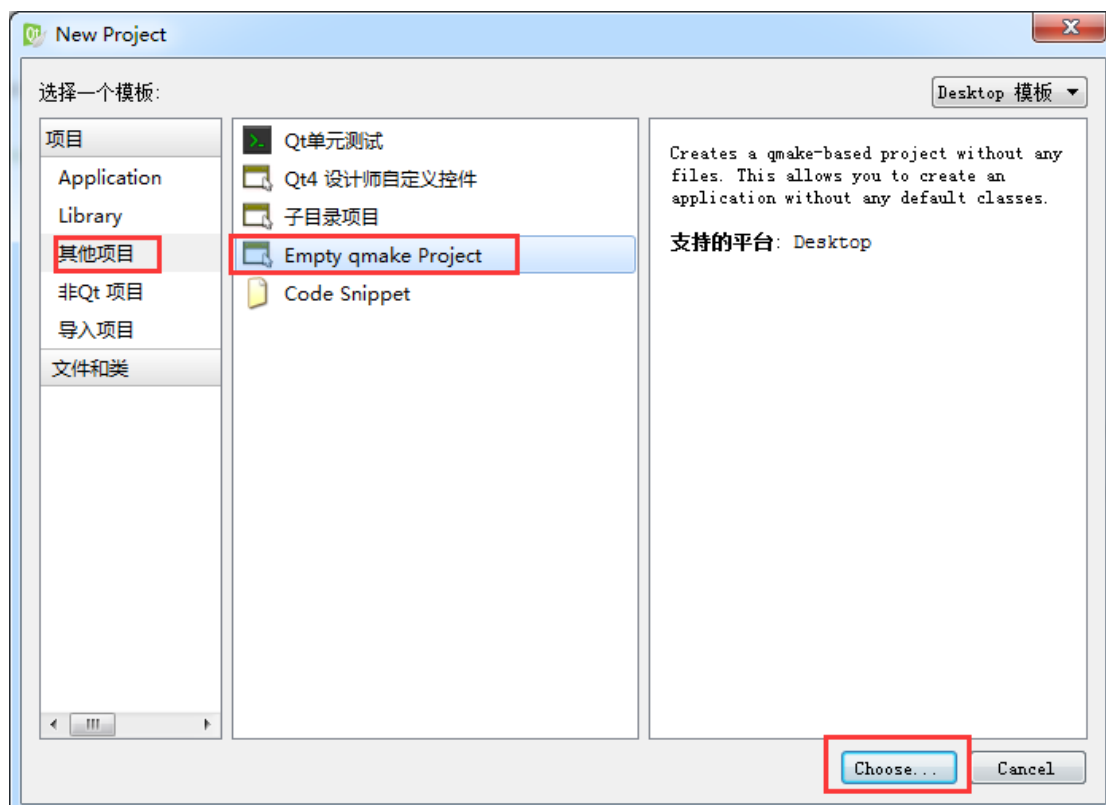 New Project
选择一个模板:
Desktop 模板
项目
Application
Library
其他项目
非Qt 项目
导入项目
文件和类
Qt单元测试
Qt4 设计师自定义控件
子目录项目
Empty qmake Project
Code Snippet
Creates a qmake-based project without any
files. This allows you to create an
application without any default classes.
支持的平台: Desktop
Choose...
Cancel